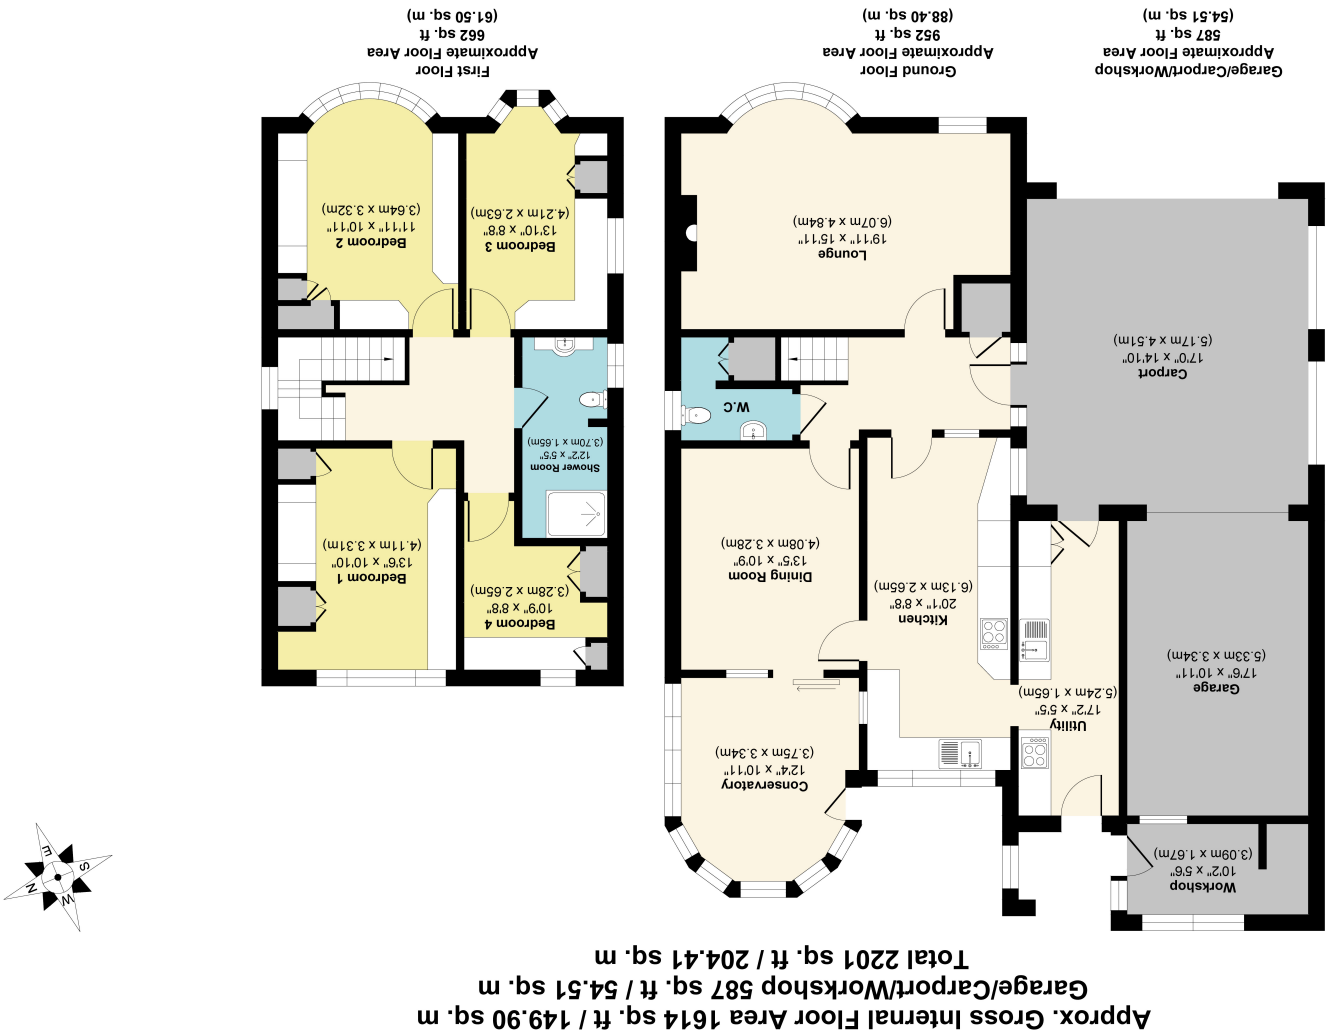 Approx. Gross Internal Floor Area 1614 sq. ft / 149.90 sq. m
Garage/Carport/Workshop 587 sq. ft / 54.51 sq. m
Total 2201 sq. ft / 204.41 sq. m
Workshop
10'2" x 5'6"
(3.09m x 1.67m)
Conservatory
12'4" x 10'11"
(3.75m x 3.34m)
Utility
17'2" x 5'5"
(5.24m x 1.65m)
Garage
17'6" x 10'11"
(5.33m x 3.34m)
Kitchen
20'1" x 8'8"
(6.13m x 2.65m)
Dining Room
13'5" x 10'9"
(4.08m x 3.28m)
W.C
Carport
17'0" x 14'10"
(5.17m x 4.51m)
Lounge
19'11" x 15'11"
(6.07m x 4.84m)
Bedroom 4
10'9" x 8'8"
(3.28m x 2.65m)
Bedroom 1
13'6" x 10'10"
(4.11m x 3.31m)
Shower Room
12'2" x 5'5"
(3.70m x 1.65m)
Bedroom 3
13'10" x 8'8"
(4.21m x 2.63m)
Bedroom 2
11'11" x 10'11"
(3.64m x 3.32m)
N
E
S
W
Garage/Carport/Workshop
Approximate Floor Area
587 sq. ft
(54.51 sq. m)
Ground Floor
Approximate Floor Area
952 sq. ft
(88.40 sq. m)
First Floor
Approximate Floor Area
662 sq. ft
(61.50 sq. m)